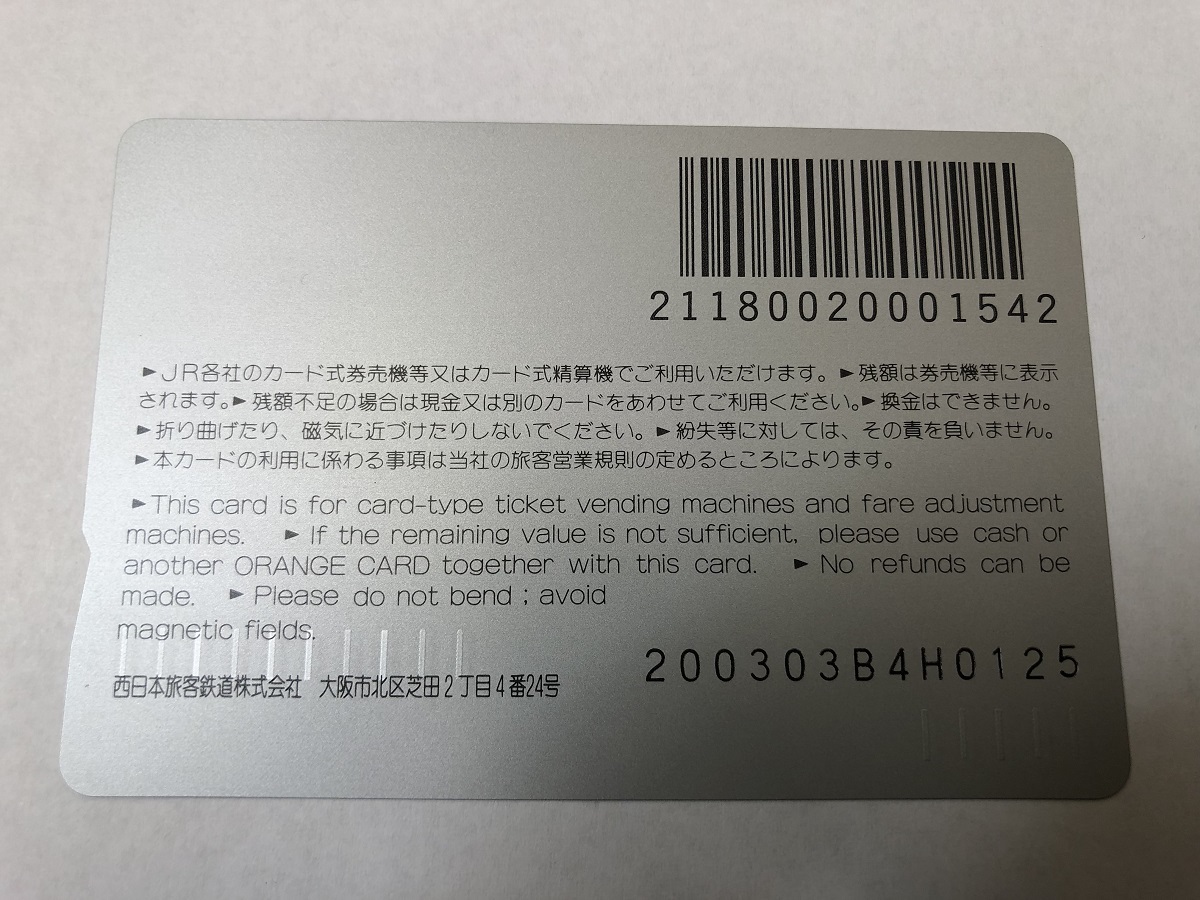 21180020001542
►JR各社のカード式券売機等又はカード式精算機でご利用いただけます。►残額は券売機等に表示
されます。►残額不足の場合は現金又は別のカードをあわせてご利用ください。►換金はできません。
►折り曲げたり、磁気に近づけたりしないでください。►紛失等に対しては、その責を負いません。
►本カードの利用に係わる事項は当社の旅客営業規則の定めるところによります。
►This card is for card-type ticket vending machines and fare adjustment
machines. ►If the remaining value is not sufficient, please use cash or
another ORANGE CARD together with this card. ►No refunds can be
made. ►Please do not bend ; avoid
magnetic fields.
西日本旅客鉄道株式会社 大阪市北区芝田2丁目4番24号
200303B4H0125